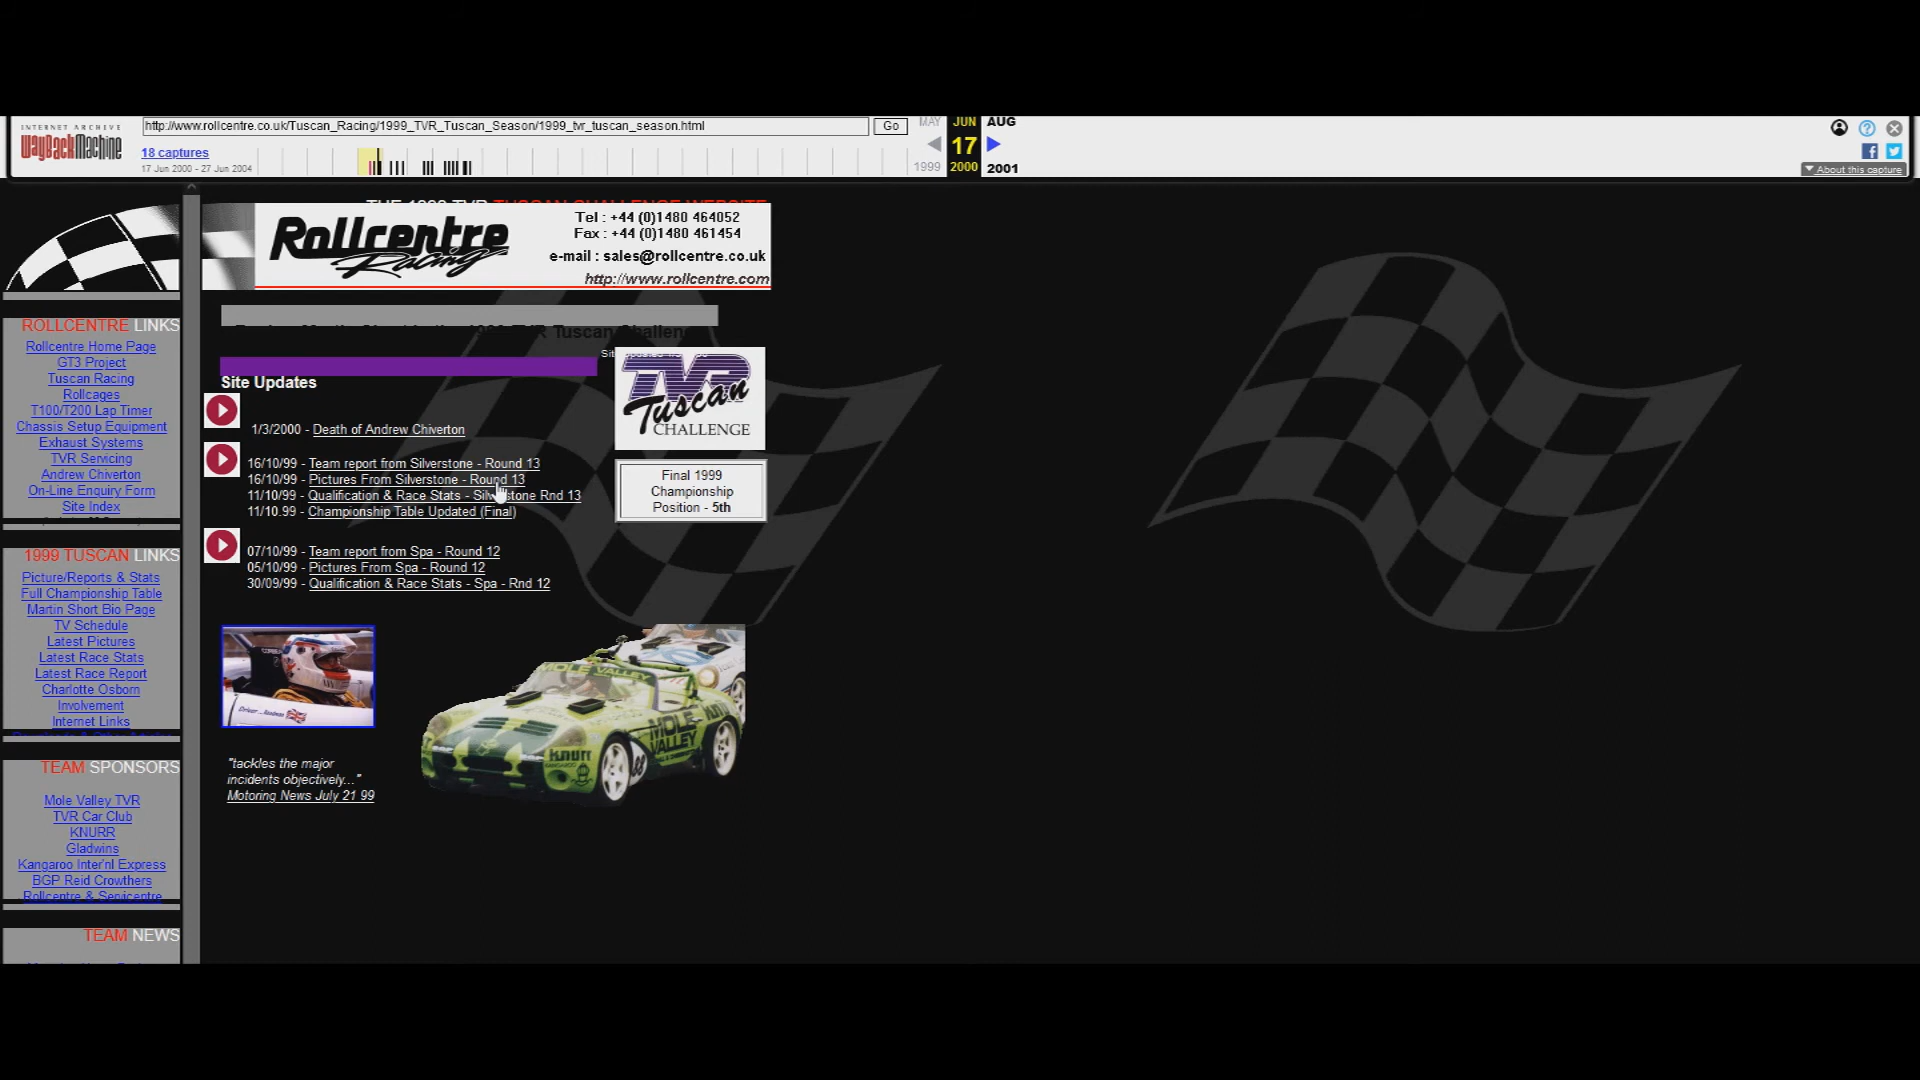 INTERNET ARCHIVE
WayBackMachine
http://www.rollcentre.co.uk/Tuscan_Racing/1999_TVR_Tuscan_Season/1999_tvr_tuscan_season.html
Go
MAY
JUN
AUG
17
1999
2000
2001
18 captures
17 Jun 2000 - 27 Jun 2004
About this capture
THE 1999 TVR TUSCAN CHALLENGE WEBSITE
Rollcentre
Racing
Tel : +44 (0)1480 464052
Fax : +44 (0)1480 461454
e-mail : sales@rollcentre.co.uk
http://www.rollcentre.com
ROLLCENTRE LINKS
Rollcentre Home Page
GT3 Project
Tuscan Racing
Rollcages
T100/T200 Lap Timer
Chassis Setup Equipment
Exhaust Systems
TVR Servicing
Andrew Chiverton
On-Line Enquiry Form
Site Index
1999 TUSCAN LINKS
Picture/Reports & Stats
Full Championship Table
Martin Short Bio Page
TV Schedule
Latest Pictures
Latest Race Stats
Latest Race Report
Charlotte Osborn
Involvement
Internet Links
TEAM SPONSORS
Mole Valley TVR
TVR Car Club
KNURR
Gladwins
Kangaroo Inter'nl Express
BGP Reid Crowthers
Rollcentre & Servicentre
TEAM NEWS
Tuscan Challen
Site Updates
1/3/2000 - Death of Andrew Chiverton
16/10/99 - Team report from Silverstone - Round 13
16/10/99 - Pictures From Silverstone - Round 13
11/10/99 - Qualification & Race Stats - Silverstone Rnd 13
11/10.99 - Championship Table Updated (Final)
07/10/99 - Team report from Spa - Round 12
05/10/99 - Pictures From Spa - Round 12
30/09/99 - Qualification & Race Stats - Spa - Rnd 12
TVR
Tuscan
CHALLENGE
Final 1999
Championship
Position - 5th
"tackles the major
incidents objectively..."
Motoring News July 21 99
MOLE VALLEY
MOLE
VALLEY
Knurr
KNURR